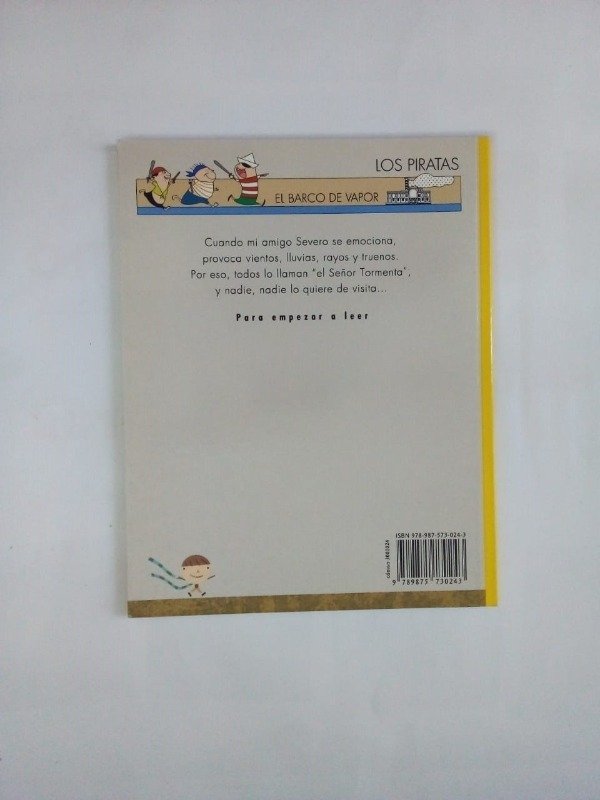 LOS PIRATAS
EL BARCO DE VAPOR
Cuando mi amigo Severo se emociona,
provoca vientos, lluvias, rayos y truenos.
Por eso, todos lo llaman "el Señor Tormenta",
y nadie, nadie lo quiere de visita...
Para empezar a leer
ISBN 978-987-573-024-3
9 789875 730243